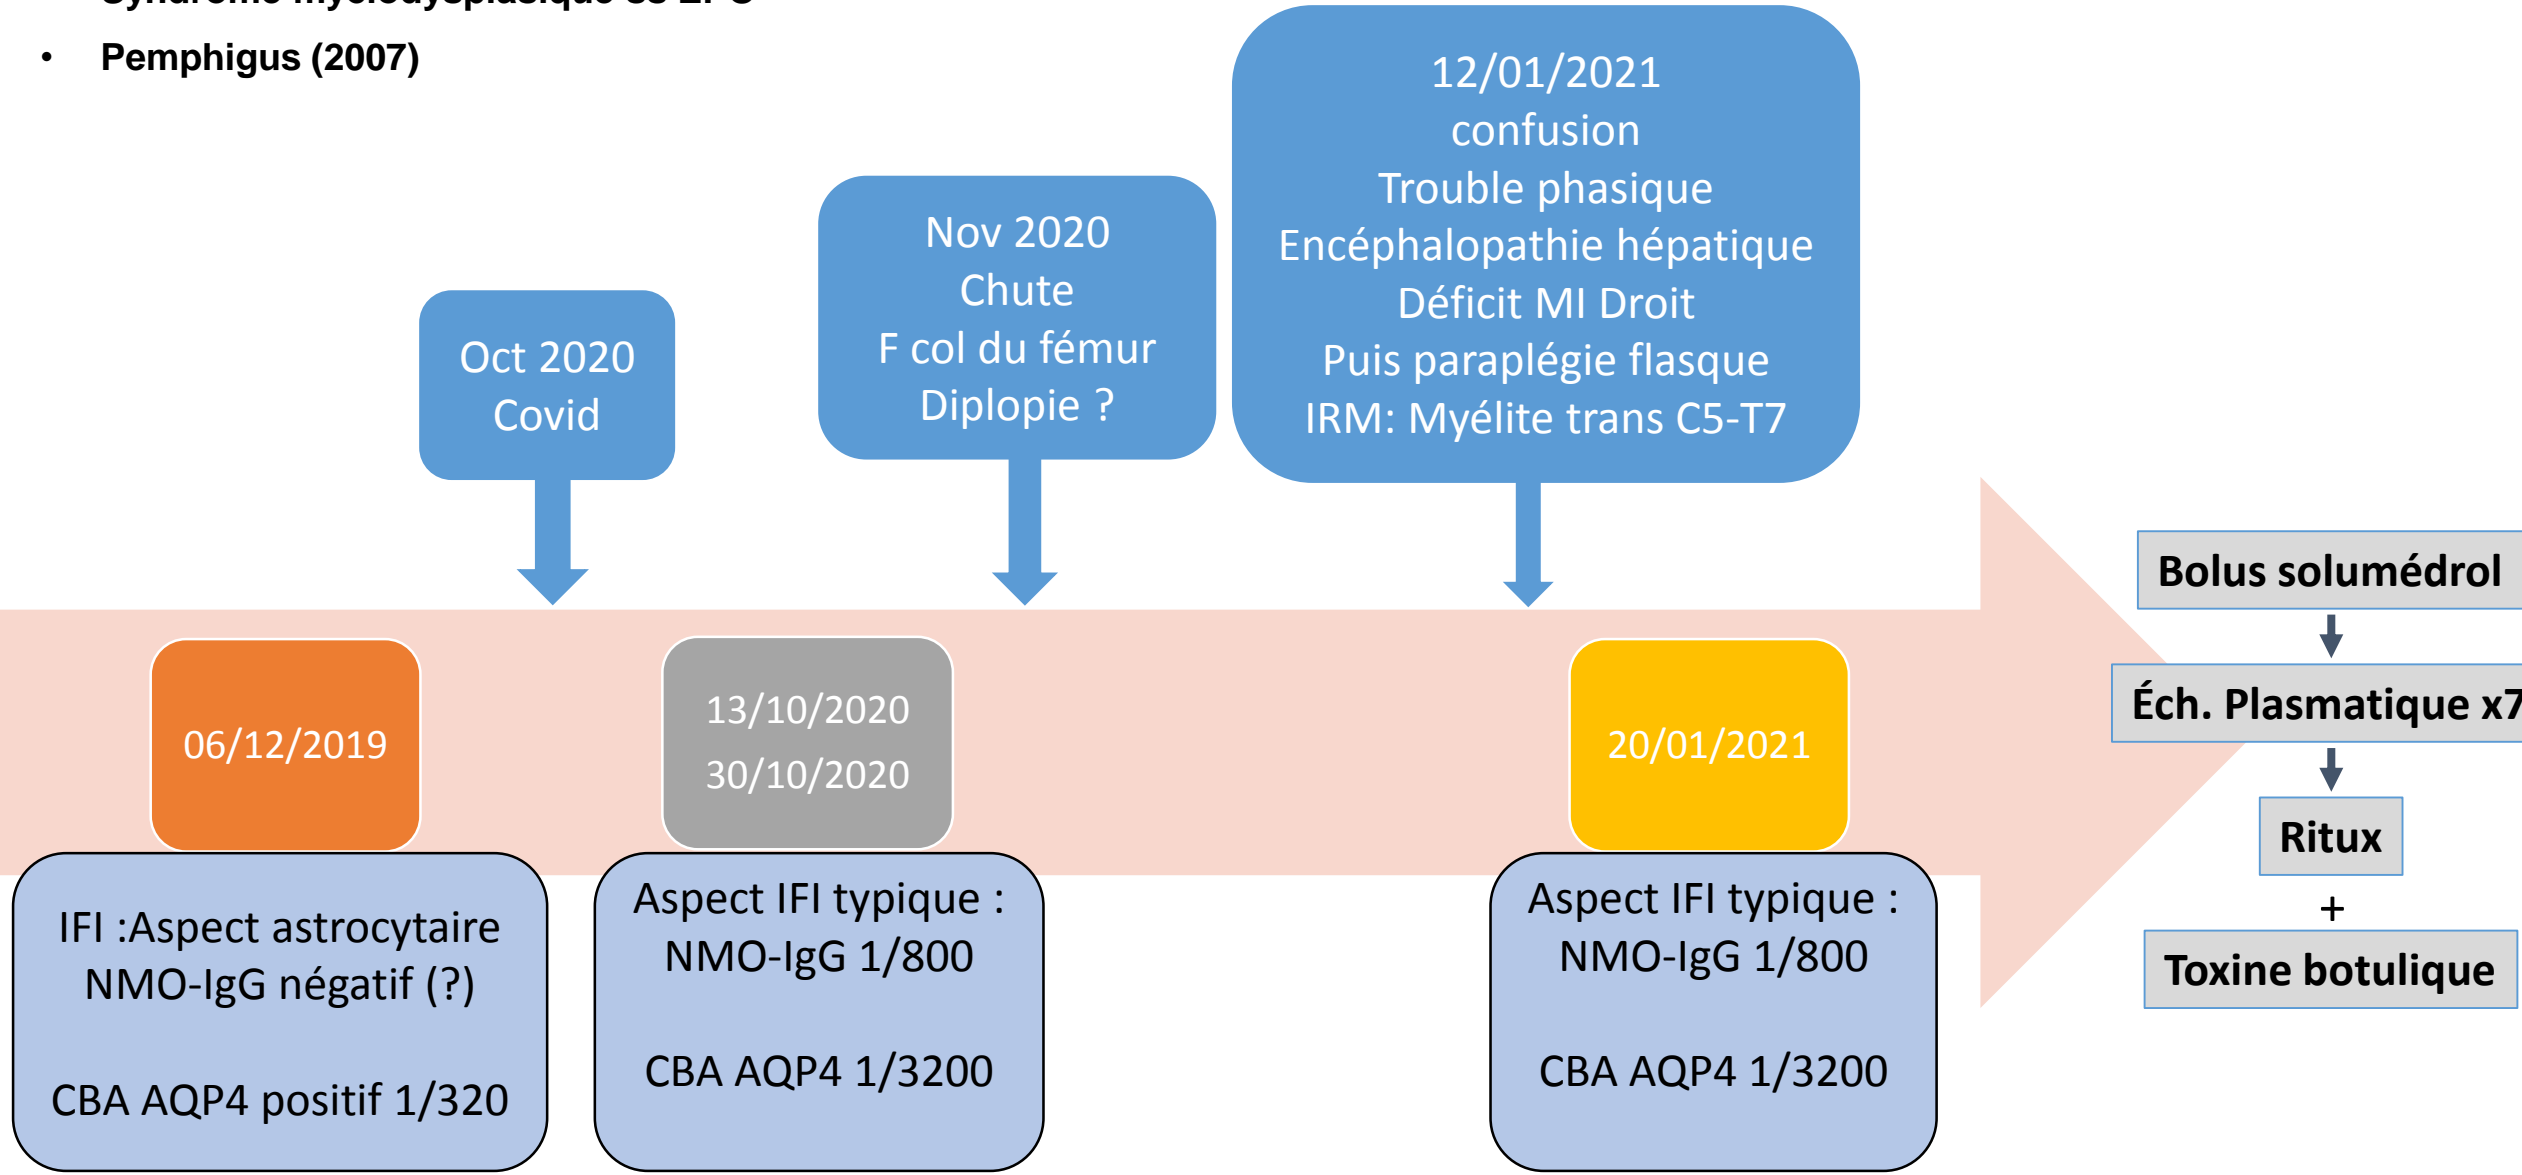 • Pemphigus (2007)
12/01/2021
confusion
Trouble phasique
Encéphalopathie hépatique
Déficit MI Droit
Puis paraplégie flasque
IRM: Myélite trans C5-T7
Nov 2020
Chute
F col du fémur
Diplopie ?
Oct 2020
Covid
06/12/2019
13/10/2020
30/10/2020
20/01/2021
IFI :Aspect astrocytaire
NMO-IgG négatif (?)
CBA AQP4 positif 1/320
Aspect IFI typique :
NMO-IgG 1/800
CBA AQP4 1/3200
Aspect IFI typique :
NMO-IgG 1/800
CBA AQP4 1/3200
Bolus solumédrol
Éch. Plasmatique x7
Ritux
+
Toxine botulique